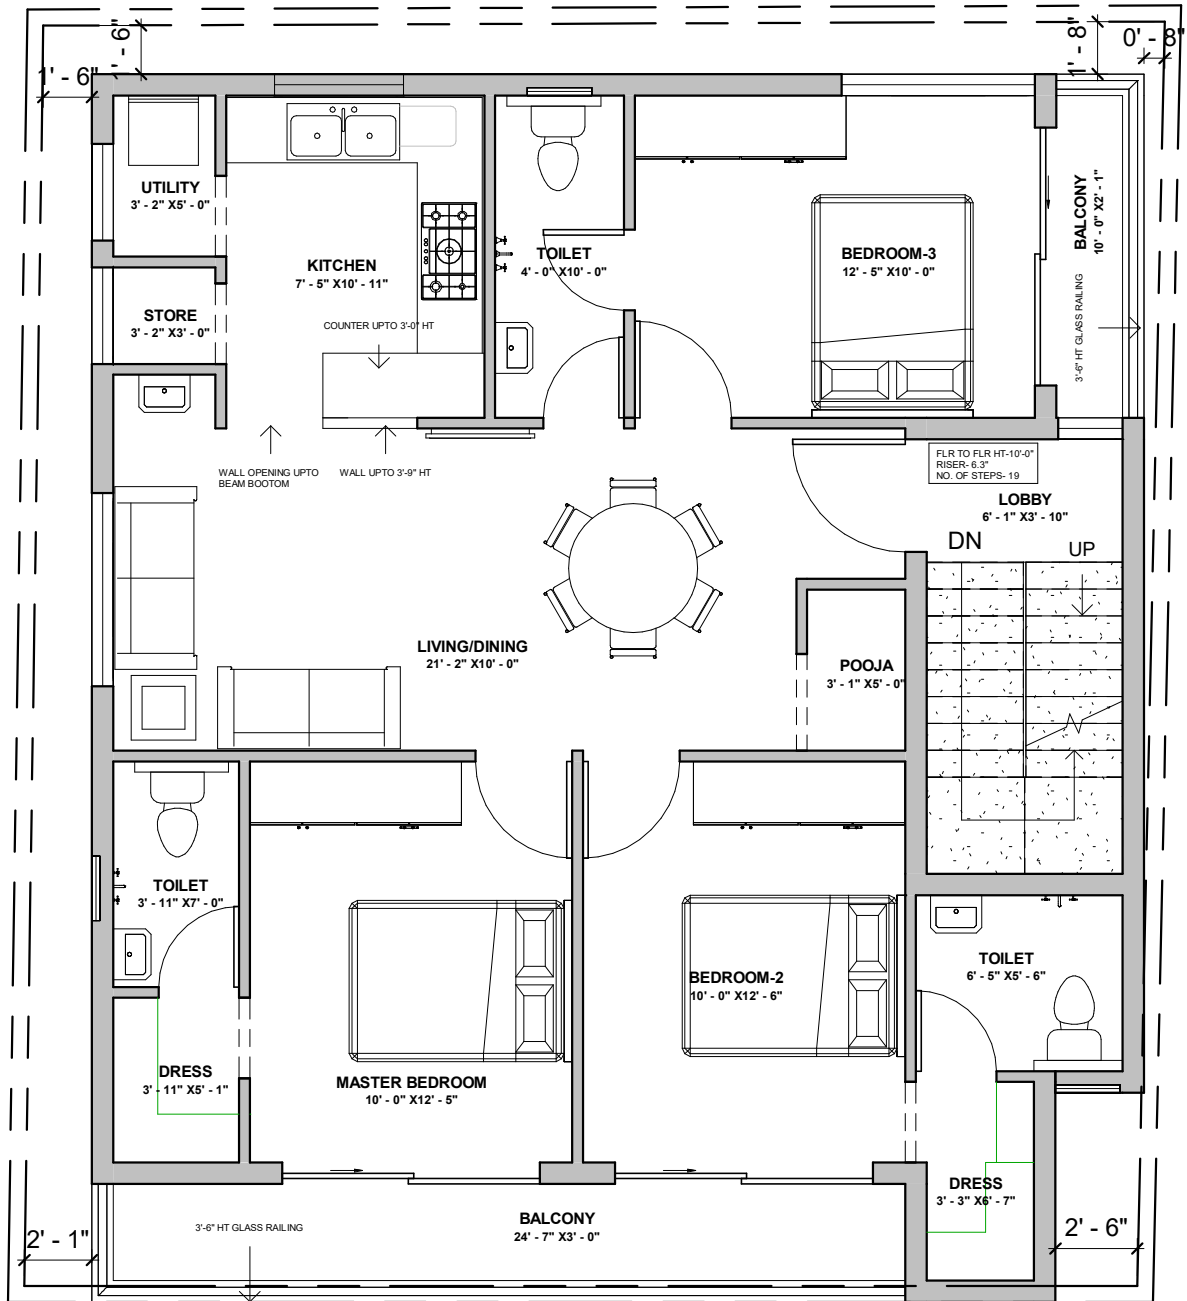 1' - 6"
1' - 6"
1' - 8"
0' - 8"
UTILITY
3' - 2" X5' - 0"
KITCHEN
7' - 5" X10' - 11"
TOILET
4' - 0" X10' - 0"
BEDROOM-3
12' - 5" X10' - 0"
BALCONY
10' - 0" X2' - 1"
3'-6" HT GLASS RAILING
STORE
3' - 2" X3' - 0"
COUNTER UPTO 3'-0" HT
WALL OPENING UPTO
BEAM BOOTOM
WALL UPTO 3'-9" HT
FLR TO FLR HT-10'-0"
RISER- 6.3"
NO. OF STEPS- 19
LOBBY
6' - 1" X3' - 10"
DN
UP
LIVING/DINING
21' - 2" X10' - 0"
POOJA
3' - 1" X5' - 0"
TOILET
3' - 11" X7' - 0"
TOILET
6' - 5" X5' - 6"
BEDROOM-2
10' - 0" X12' - 6"
DRESS
3' - 11" X5' - 1"
MASTER BEDROOM
10' - 0" X12' - 5"
DRESS
3' - 3" X6' - 7"
BALCONY
24' - 7" X3' - 0"
3'-6" HT GLASS RAILING
2' - 1"
2' - 6"